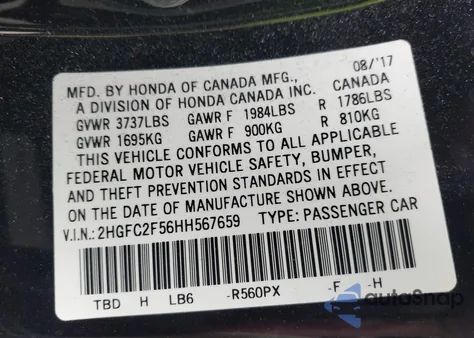 MFD. BY HONDA OF CANADA MFG., 08/'17
A DIVISION OF HONDA CANADA INC. CANADA
GVWR 3737LBS GAWR F 1984LBS R 1786LBS
GVWR 1695KG GAWR F 900KG R 810KG
THIS VEHICLE CONFORMS TO ALL APPLICABLE
FEDERAL MOTOR VEHICLE SAFETY, BUMPER,
AND THEFT PREVENTION STANDARDS IN EFFECT
ON THE DATE OF MANUFACTURE SHOWN ABOVE.
V.I.N.: 2HGFC2F56HH567659 TYPE: PASSENGER CAR
TBD H LB6 -R560PX -F -H
autoSnap